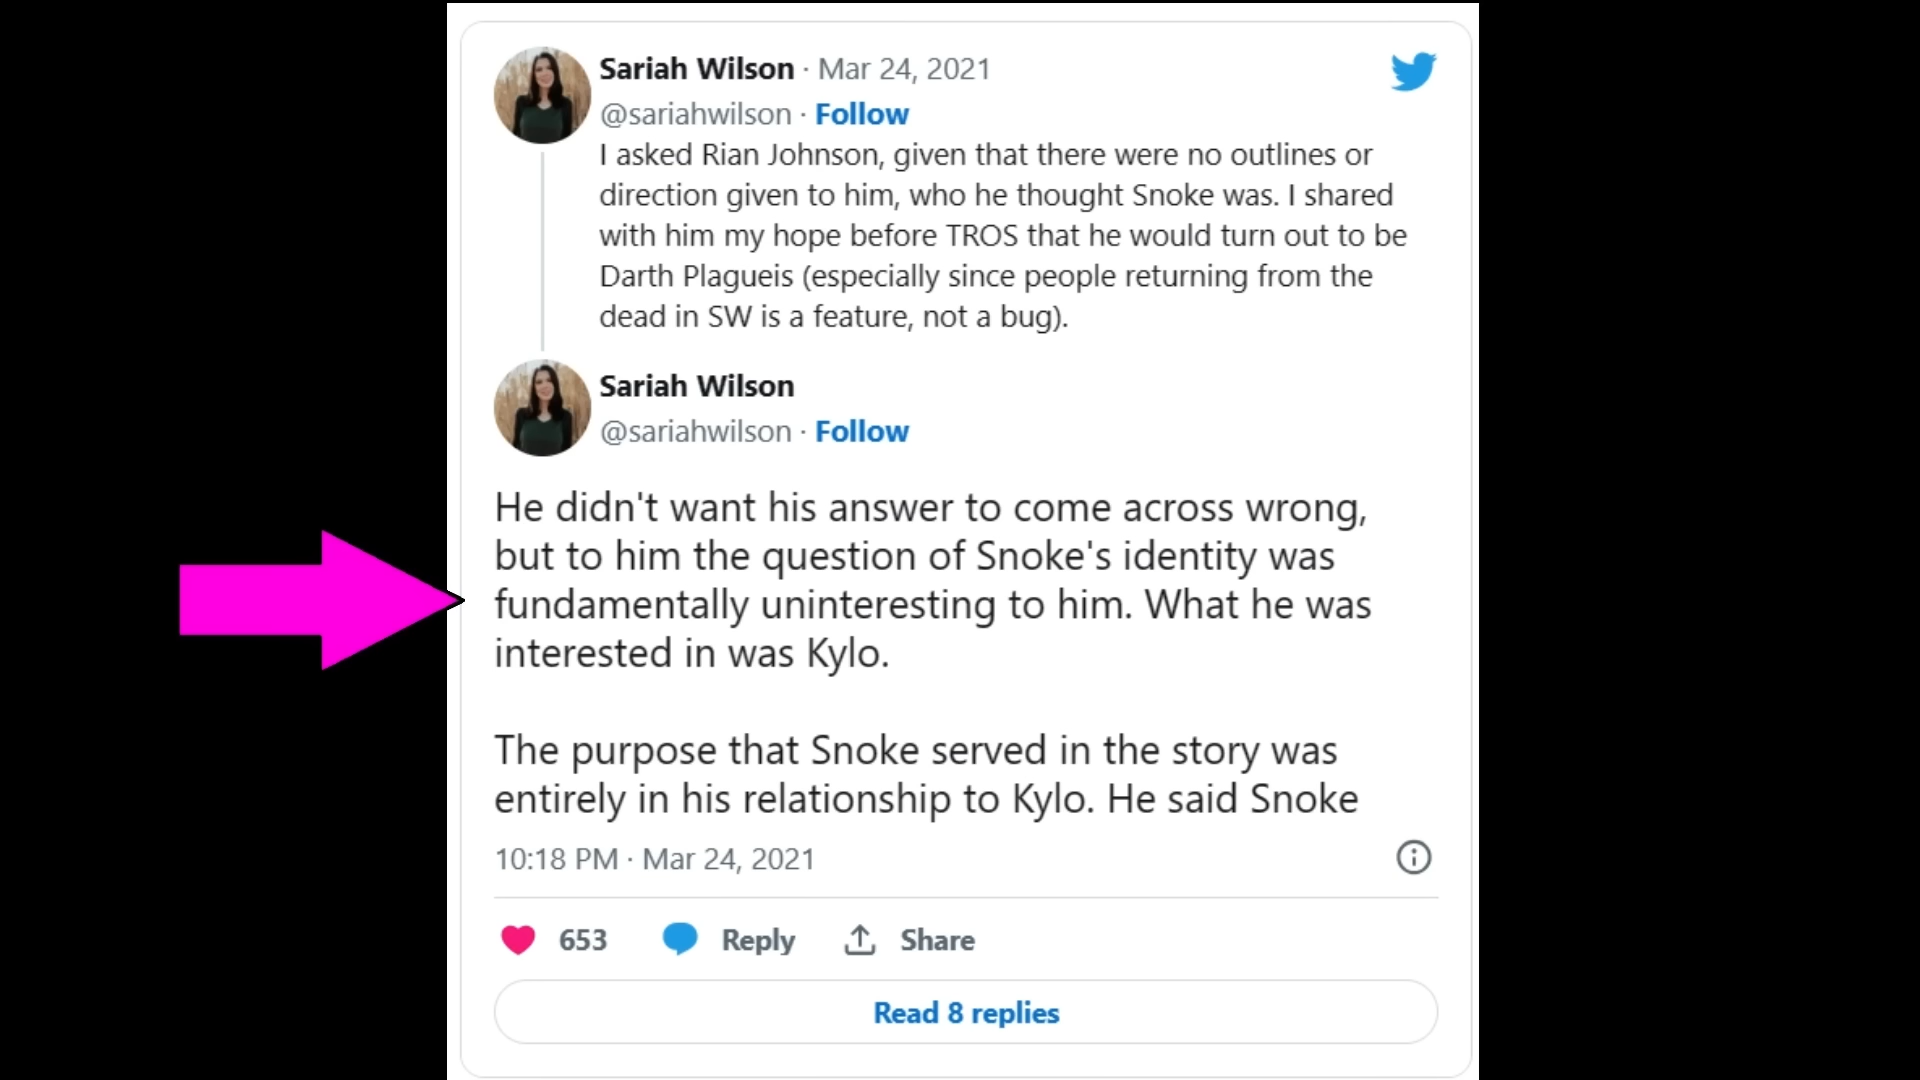 Sariah Wilson · Mar 24, 2021
@sariahwilson · Follow
I asked Rian Johnson, given that there were no outlines or
direction given to him, who he thought Snoke was. I shared
with him my hope before TROS that he would turn out to be
Darth Plagueis (especially since people returning from the
dead in SW is a feature, not a bug).
Sariah Wilson
@sariahwilson · Follow
He didn't want his answer to come across wrong,
but to him the question of Snoke's identity was
fundamentally uninteresting to him. What he was
interested in was Kylo.
The purpose that Snoke served in the story was
entirely in his relationship to Kylo. He said Snoke
10:18 PM · Mar 24, 2021
653 Reply Share
Read 8 replies